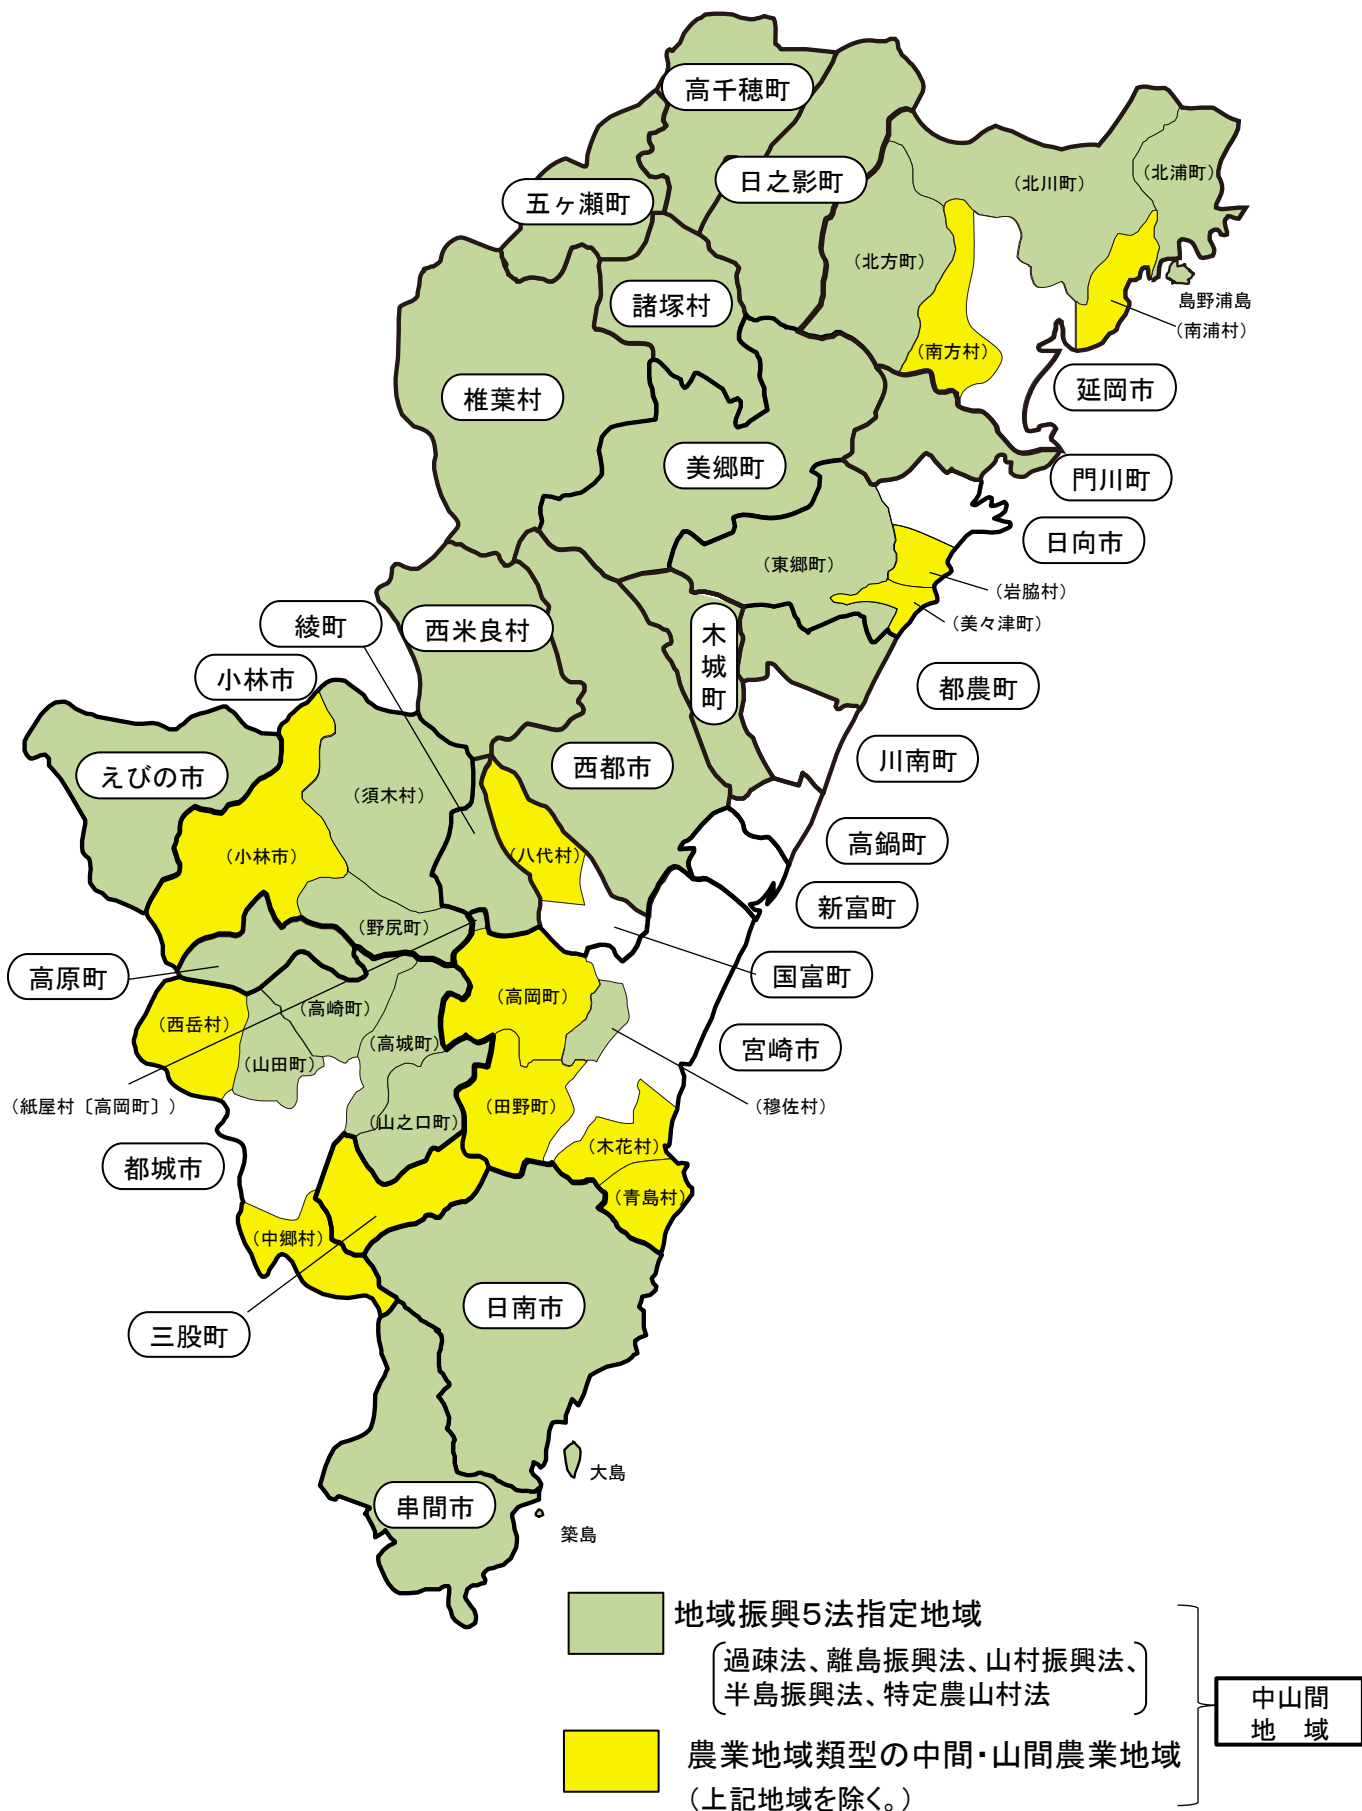 高千穂町
日之影町
五ヶ瀬町
(北川町)
(北浦町)
(北方町)
諸塚村
島野浦島
(南浦村)
(南方村)
椎葉村
延岡市
美郷町
門川町
日向市
(東郷町)
(岩脇村)
(美々津町)
綾町
西米良村
木城町
小林市
都農町
えびの市
西都市
川南町
(須木村)
高鍋町
(小林市)
(八代村)
新富町
(野尻町)
高原町
国富町
(高岡町)
(高崎町)
(西岳村)
(高城町)
宮崎市
(山田町)
(紙屋村〔高岡町〕)
(田野町)
(穆佐村)
(山之口町)
(木花村)
都城市
(青島村)
(中郷村)
日南市
三股町
大島
串間市
築島
地域振興5法指定地域
過疎法、離島振興法、山村振興法、
半島振興法、特定農山村法
中山間
地 域
農業地域類型の中間・山間農業地域
(上記地域を除く。)